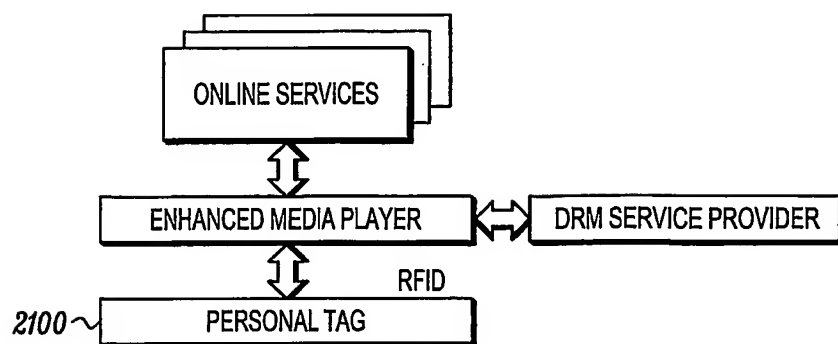 ONLINE SERVICES
ENHANCED MEDIA PLAYER
DRM SERVICE PROVIDER
RFID
2100
PERSONAL TAG